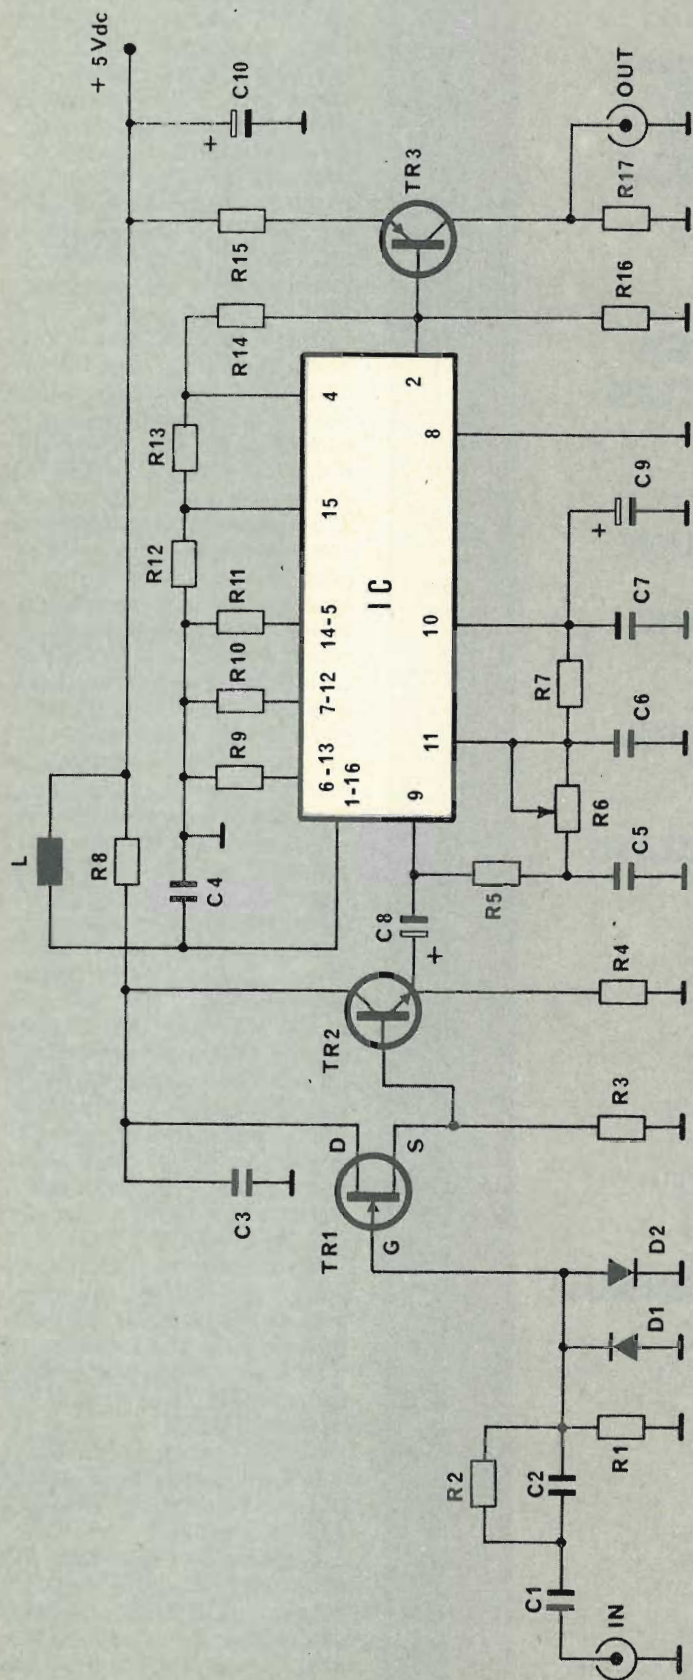 L
R8
+ 5 Vdc
C3
C4
R9
R10
R11
R12
R13
R14
R15
+
C10
TR1
D
S
G
TR2
C8
+
6 - 13
1-16
7-12
14-5
15
4
9
11
10
8
2
IC
TR3
IN
C1
C2
R2
R1
D1
D2
R3
R4
R5
C5
R6
C6
R7
C7
+
C9
R16
R17
OUT